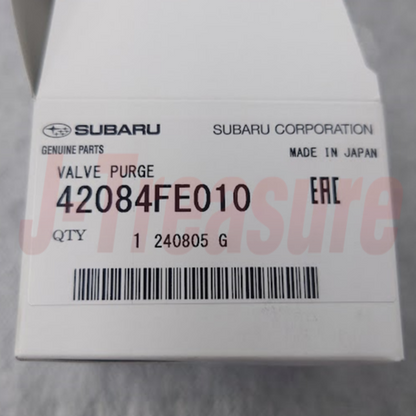 SUBARU SUBARU CORPORATION
GENUINE PARTS MADE IN JAPAN
VALVE PURGE
42084FE010 EAC
QTY 1 240805 G
J-Treasure